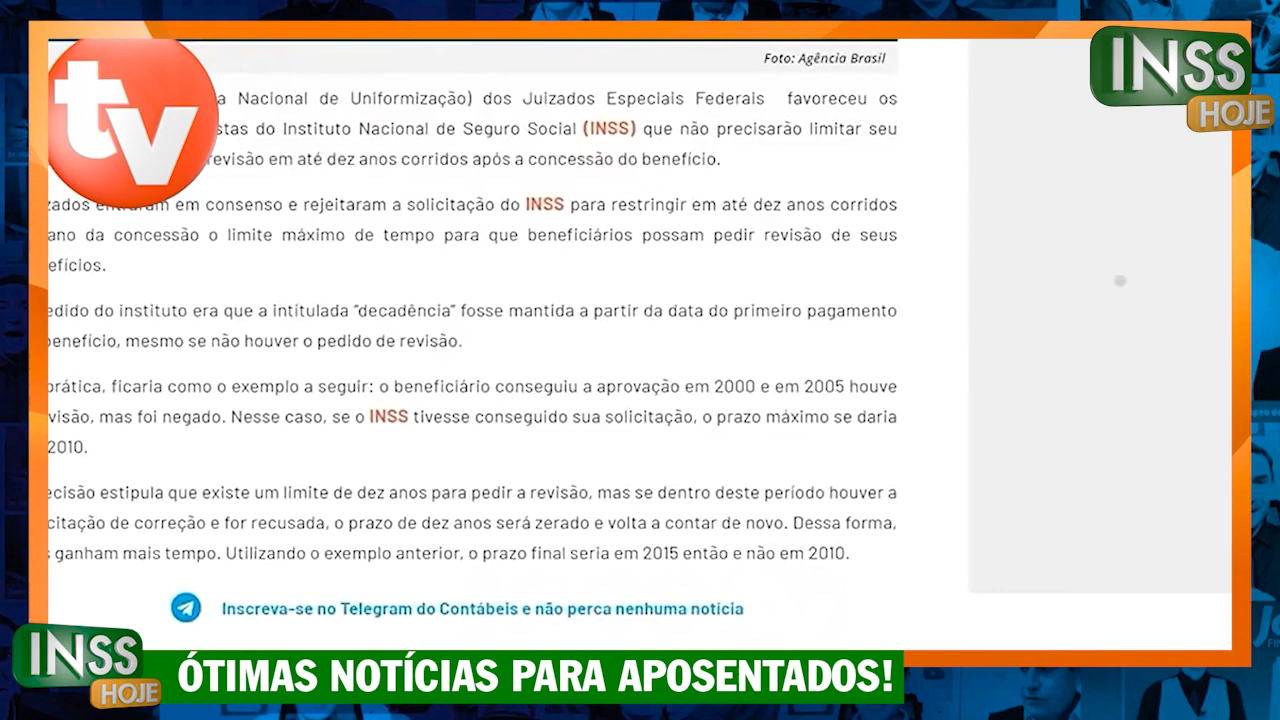 Foto: Agência Brasil
INSS
HOJE
tv
a Nacional de Uniformização) dos Juizados Especiais Federais favoreceu os
do Instituto Nacional de Seguro Social (INSS) que não precisarão limitar seu
revisão em até dez anos corridos após a concessão do benefício.
em consenso e rejeitaram a solicitação do INSS para restringir em até dez anos corridos
ano da concessão o limite máximo de tempo para que beneficiários possam pedir revisão de seus
efícios.
edido do instituto era que a intitulada “decadência” fosse mantida a partir da data do primeiro pagamento
benefício, mesmo se não houver o pedido de revisão.
prática, ficaria como o exemplo a seguir: o beneficiário conseguiu a aprovação em 2000 e em 2005 houve
visão, mas foi negado. Nesse caso, se o INSS tivesse conseguido sua solicitação, o prazo máximo se daria
2010.
ecisão estipula que existe um limite de dez anos para pedir a revisão, mas se dentro deste período houver a
citação de correção e for recusada, o prazo de dez anos será zerado e volta a contar de novo. Dessa forma,
ganham mais tempo. Utilizando o exemplo anterior, o prazo final seria em 2015 então e não em 2010.
Inscreva-se no Telegram do Contábeis e não perca nenhuma notícia
INSS
HOJE
ÓTIMAS NOTÍCIAS PARA APOSENTADOS!